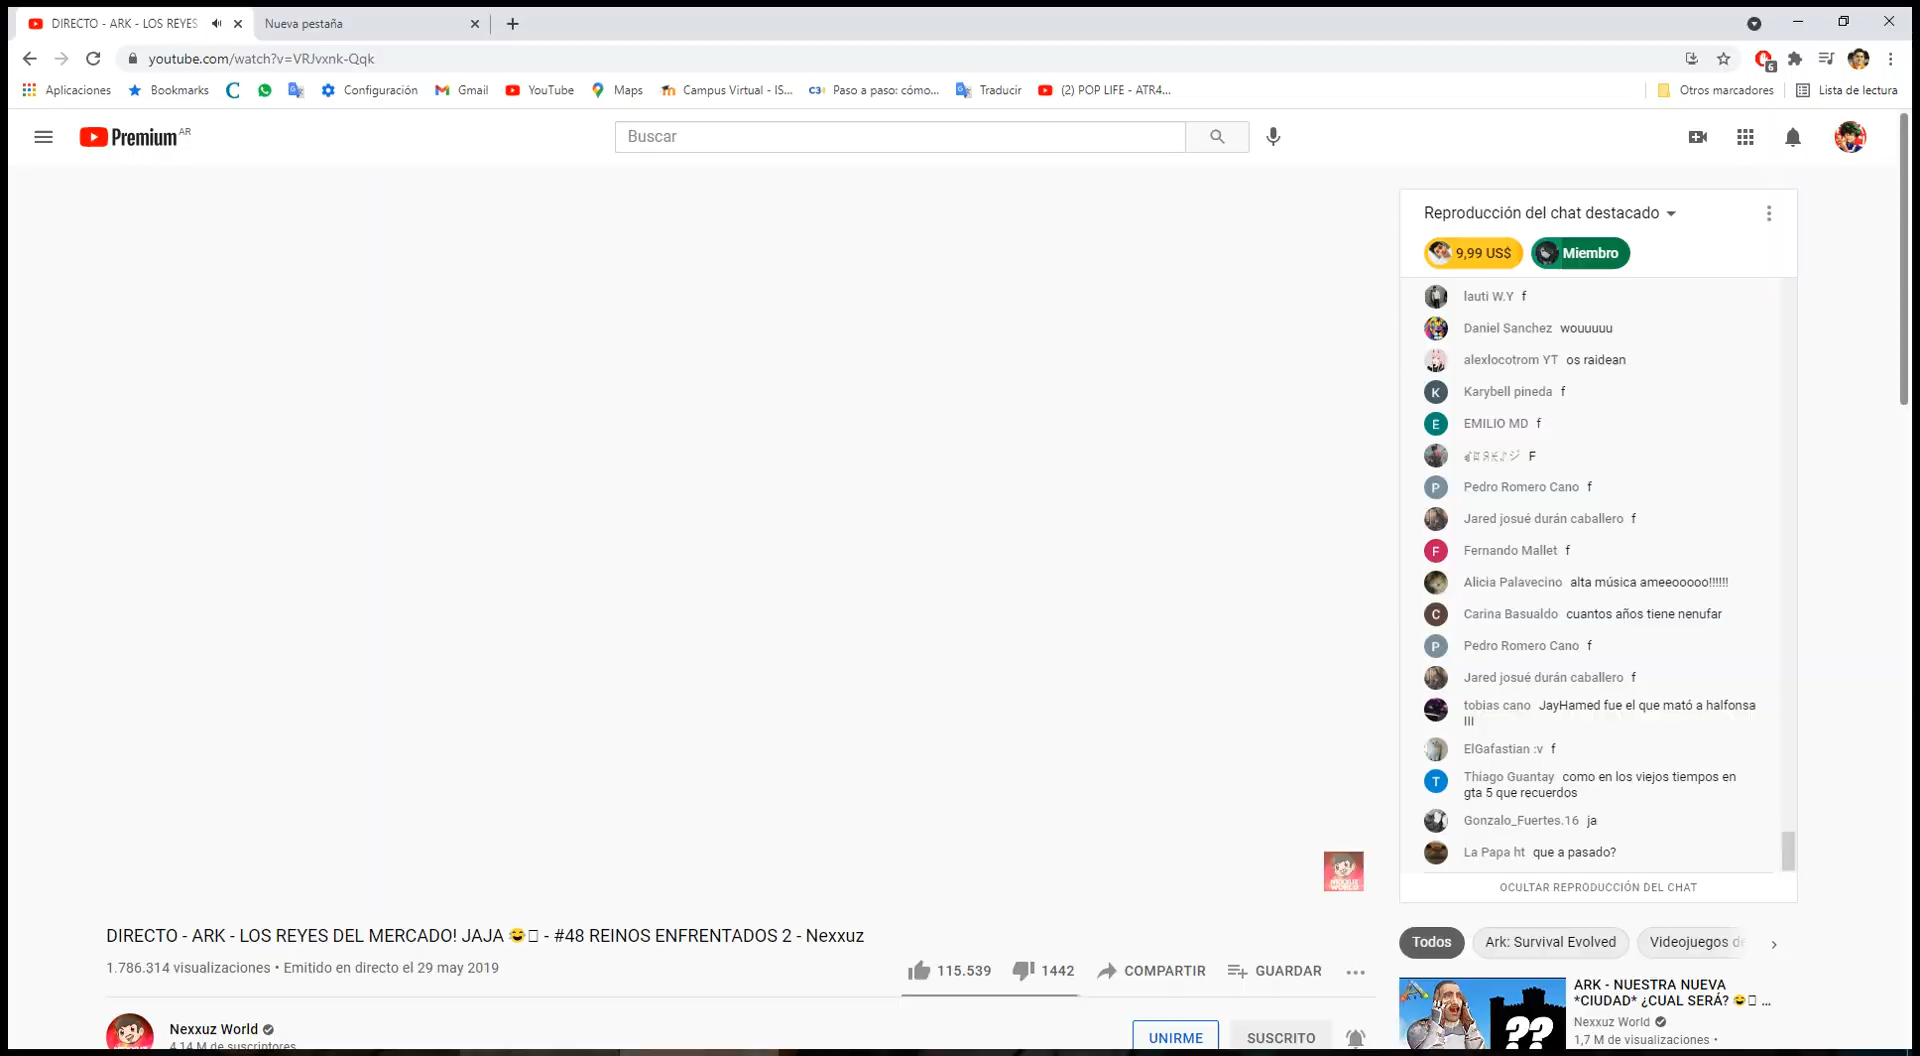 DIRECTO - ARK - LOS REYES
Nueva pestaña
youtube.com/watch?v=VRJvxnk-Qqk
6
Aplicaciones
Bookmarks
Configuración
Gmail
YouTube
Maps
Campus Virtual - IS...
Paso a paso: cómo...
Traducir
(2) POP LIFE - ATR4...
Otros marcadores
Lista de lectura
Premium AR
Buscar
Reproducción del chat destacado
9,99 US$
Miembro
lauti W.Y f
Daniel Sanchez wouuuuu
alexlocotrom YT os raidean
K Karybell pineda f
E EMILIO MD f
F
P Pedro Romero Cano f
Jared josué durán caballero f
F Fernando Mallet f
Alicia Palavecino alta música ameeooooo!!!!!!
C Carina Basualdo cuantos años tiene nenufar
P Pedro Romero Cano f
Jared josué durán caballero f
tobias cano JayHamed fue el que mató a halfonsa
lll
ElGafastian :v f
T Thiago Guantay como en los viejos tiempos en
gta 5 que recuerdos
Gonzalo_Fuertes.16 ja
La Papa ht que a pasado?
OCULTAR REPRODUCCIÓN DEL CHAT
NEXXUZ
WORLD
DIRECTO - ARK - LOS REYES DEL MERCADO! JAJA 😂 - #48 REINOS ENFRENTADOS 2 - Nexxuz
1.786.314 visualizaciones • Emitido en directo el 29 may 2019
115.539
1442
COMPARTIR
GUARDAR
Nexxuz World
4,14 M de suscriptores
UNIRME
SUSCRITO
Todos
Ark: Survival Evolved
Videojuegos de
??
ARK - NUESTRA NUEVA
*CIUDAD* ¿CUAL SERÁ? 😂 ...
Nexxuz World
1,7 M de visualizaciones •